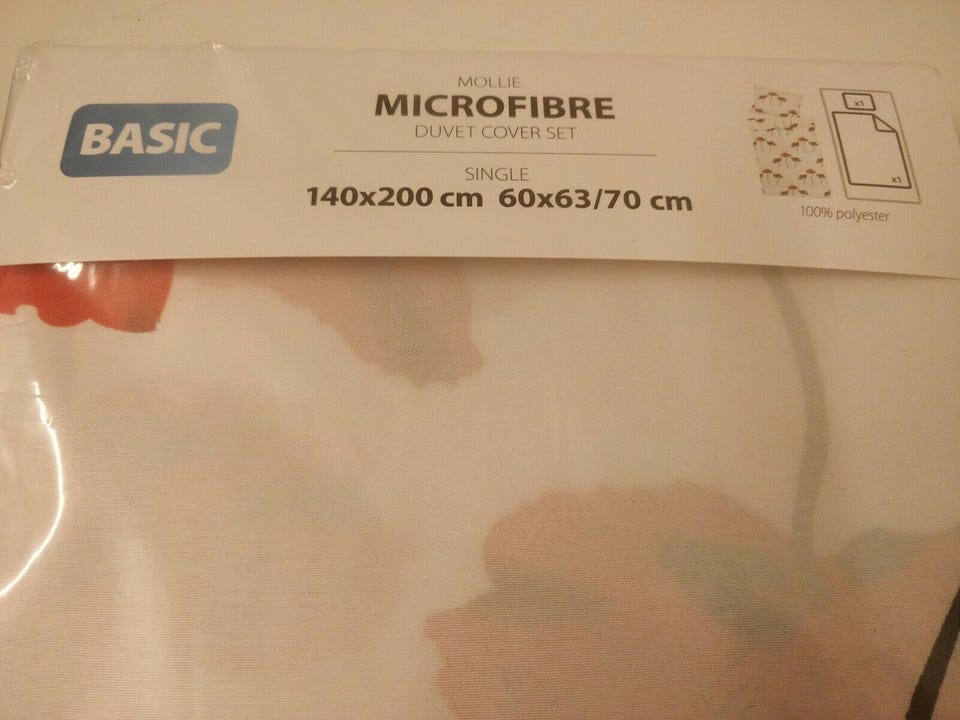 BASIC
MOLLIE
MICROFIBRE
DUVET COVER SET
SINGLE
140x200 cm 60x63/70 cm
x1
x1
100% polyester